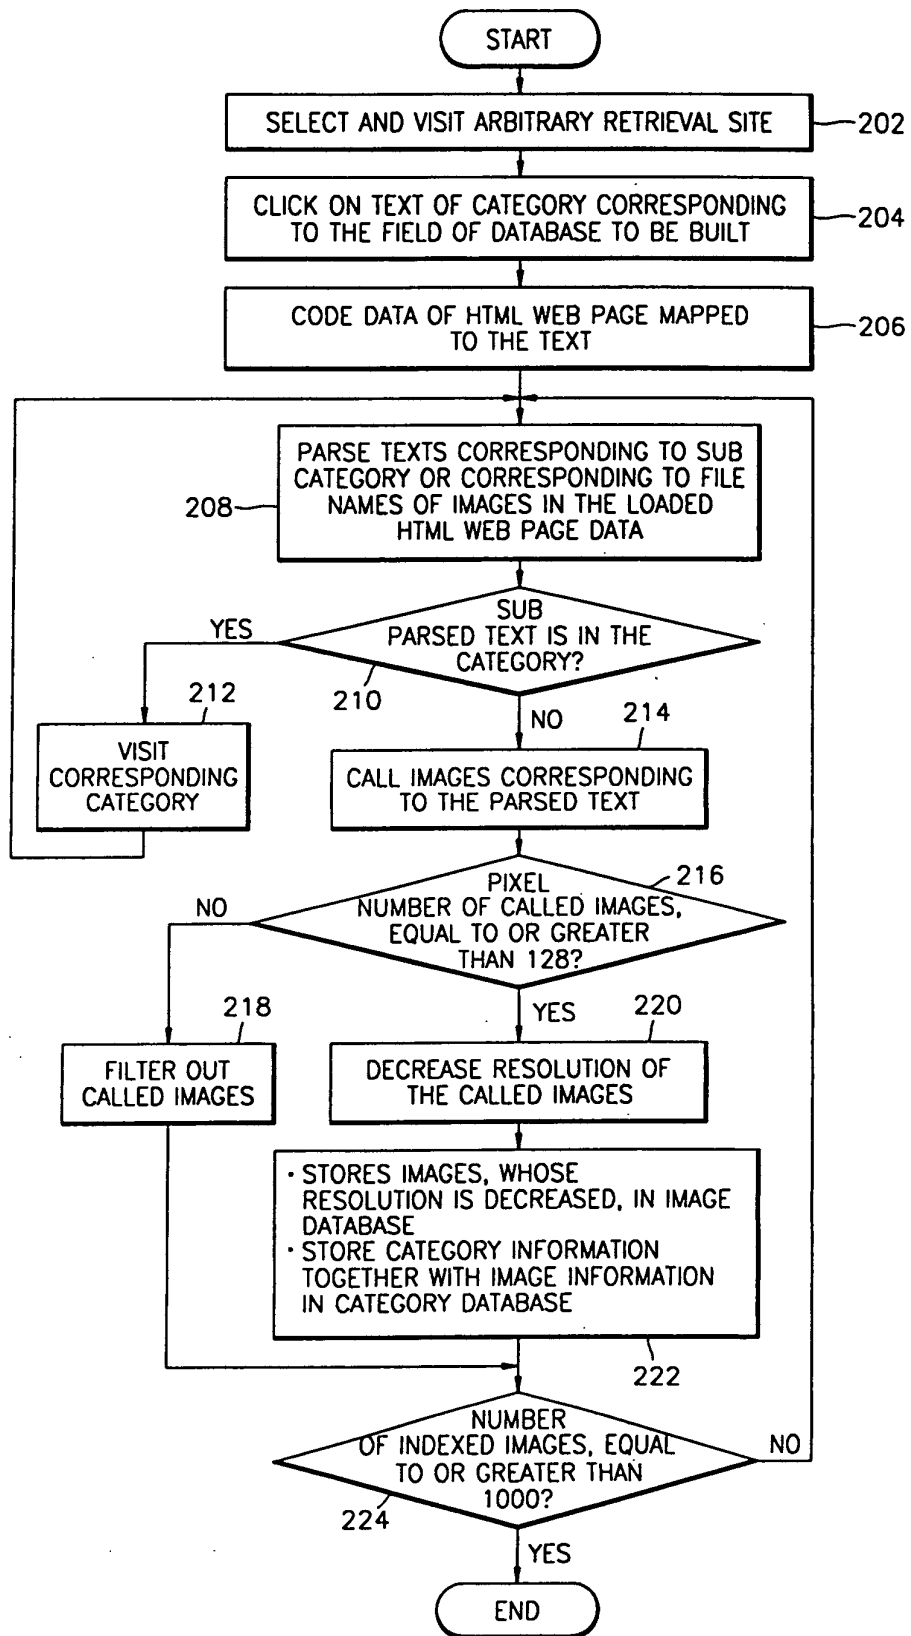 START
SELECT AND VISIT ARBITRARY RETRIEVAL SITE
202
CLICK ON TEXT OF CATEGORY CORRESPONDING
TO THE FIELD OF DATABASE TO BE BUILT
204
CODE DATA OF HTML WEB PAGE MAPPED
TO THE TEXT
206
PARSE TEXTS CORRESPONDING TO SUB
CATEGORY OR CORRESPONDING TO FILE
NAMES OF IMAGES IN THE LOADED
HTML WEB PAGE DATA
208
SUB
PARSED TEXT IS IN THE
CATEGORY?
210
YES
NO
212
VISIT
CORRESPONDING
CATEGORY
214
CALL IMAGES CORRESPONDING
TO THE PARSED TEXT
PIXEL
NUMBER OF CALLED IMAGES,
EQUAL TO OR GREATER
THAN 128?
216
NO
YES
218
FILTER OUT
CALLED IMAGES
220
DECREASE RESOLUTION OF
THE CALLED IMAGES
· STORES IMAGES, WHOSE
RESOLUTION IS DECREASED, IN IMAGE
DATABASE
· STORE CATEGORY INFORMATION
TOGETHER WITH IMAGE INFORMATION
IN CATEGORY DATABASE
222
NUMBER
OF INDEXED IMAGES, EQUAL
TO OR GREATER THAN
1000?
224
NO
YES
END